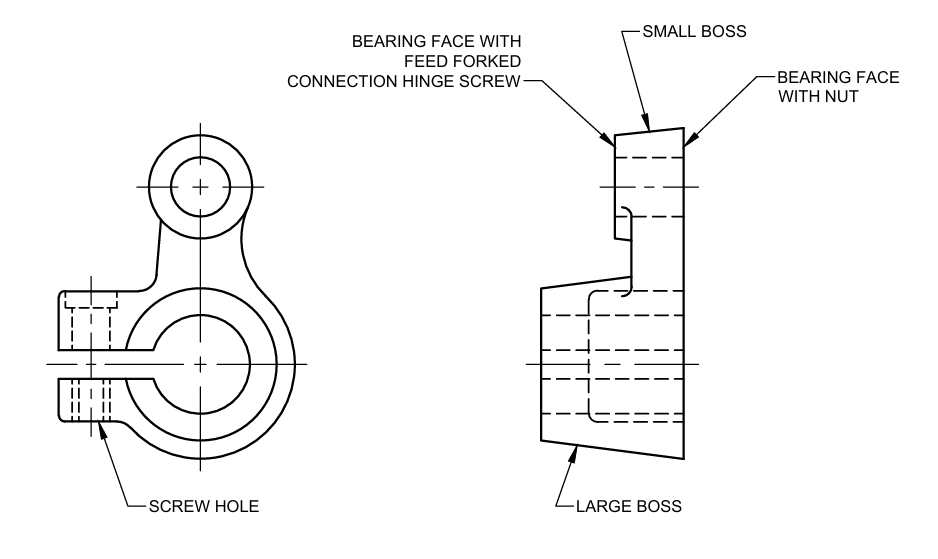 SMALL BOSS
BEARING FACE WITH
FEED FORKED
CONNECTION HINGE SCREW
BEARING FACE
WITH NUT
SCREW HOLE
LARGE BOSS